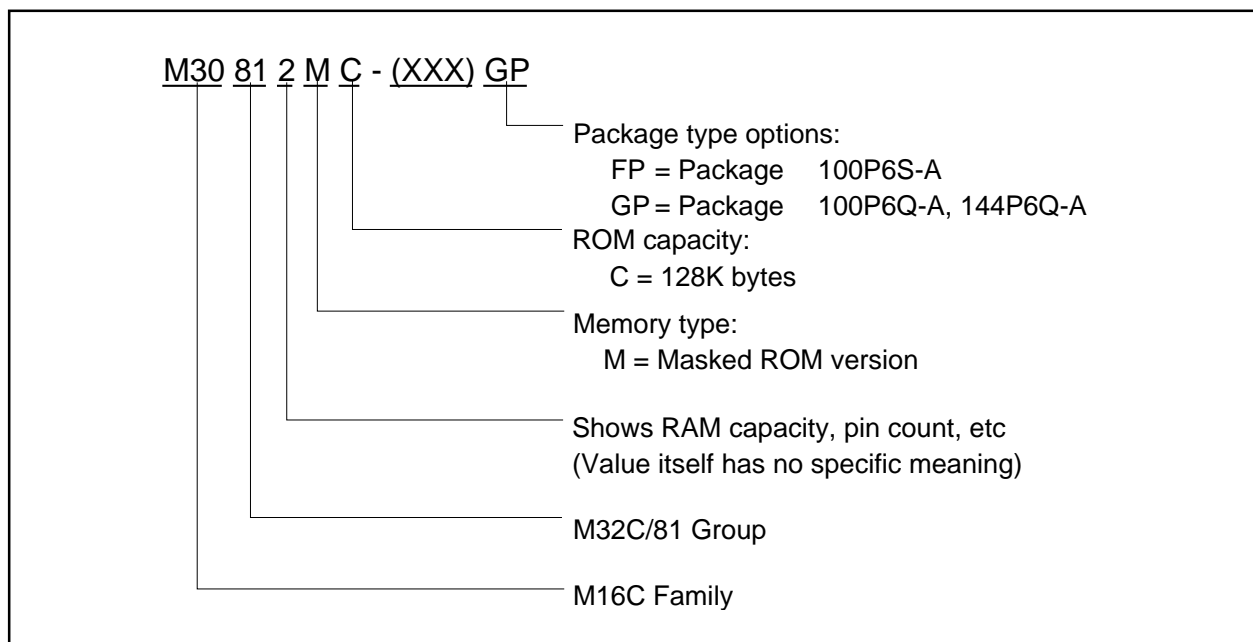 M30 81 2 M C - (XXX) GP
Package type options:
FP = Package 100P6S-A
GP = Package 100P6Q-A, 144P6Q-A
ROM capacity:
C = 128K bytes
Memory type:
M = Masked ROM version
Shows RAM capacity, pin count, etc
(Value itself has no specific meaning)
M32C/81 Group
M16C Family